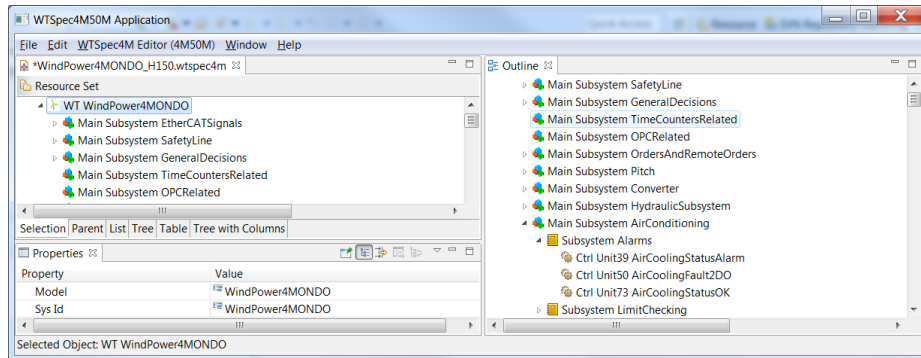 WTSpec4M50M Application
File Edit WTSpec4M Editor (4M50M) Window Help
*WindPower4MONDO_H150.wtspec4m
Resource Set
WT WindPower4MONDO
Main Subsystem EtherCATSignals
Main Subsystem SafetyLine
Main Subsystem GeneralDecisions
Main Subsystem TimeCountersRelated
Main Subsystem OPCRelated
Selection Parent List Tree Table Tree with Columns
Properties
Property Value
Model WindPower4MONDO
Sys Id WindPower4MONDO
Selected Object: WT WindPower4MONDO
Outline
Main Subsystem SafetyLine
Main Subsystem GeneralDecisions
Main Subsystem TimeCountersRelated
Main Subsystem OPCRelated
Main Subsystem OrdersAndRemoteOrders
Main Subsystem Pitch
Main Subsystem Converter
Main Subsystem HydraulicSubsystem
Main Subsystem AirConditioning
Subsystem Alarms
Ctrl Unit39 AirCoolingStatusAlarm
Ctrl Unit50 AirCoolingFault2DO
Ctrl Unit73 AirCoolingStatusOK
Subsystem LimitChecking